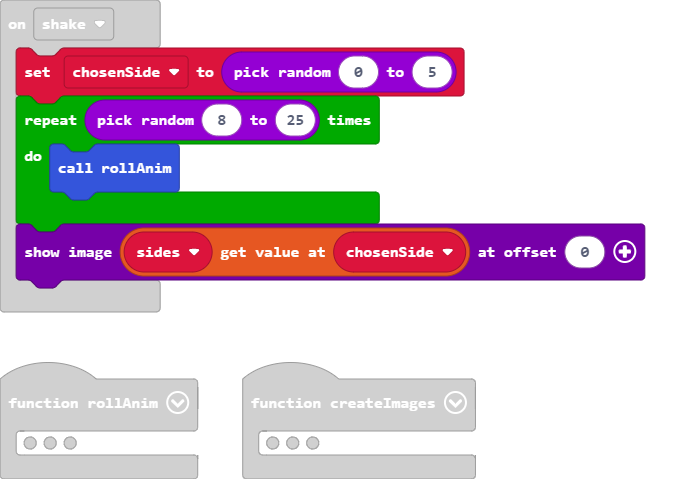 on shake
set chosenSide to pick random 0 to 5
repeat pick random 8 to 25 times
do
call rollAnim
show image sides get value at chosenSide at offset 0
function rollAnim function createImages